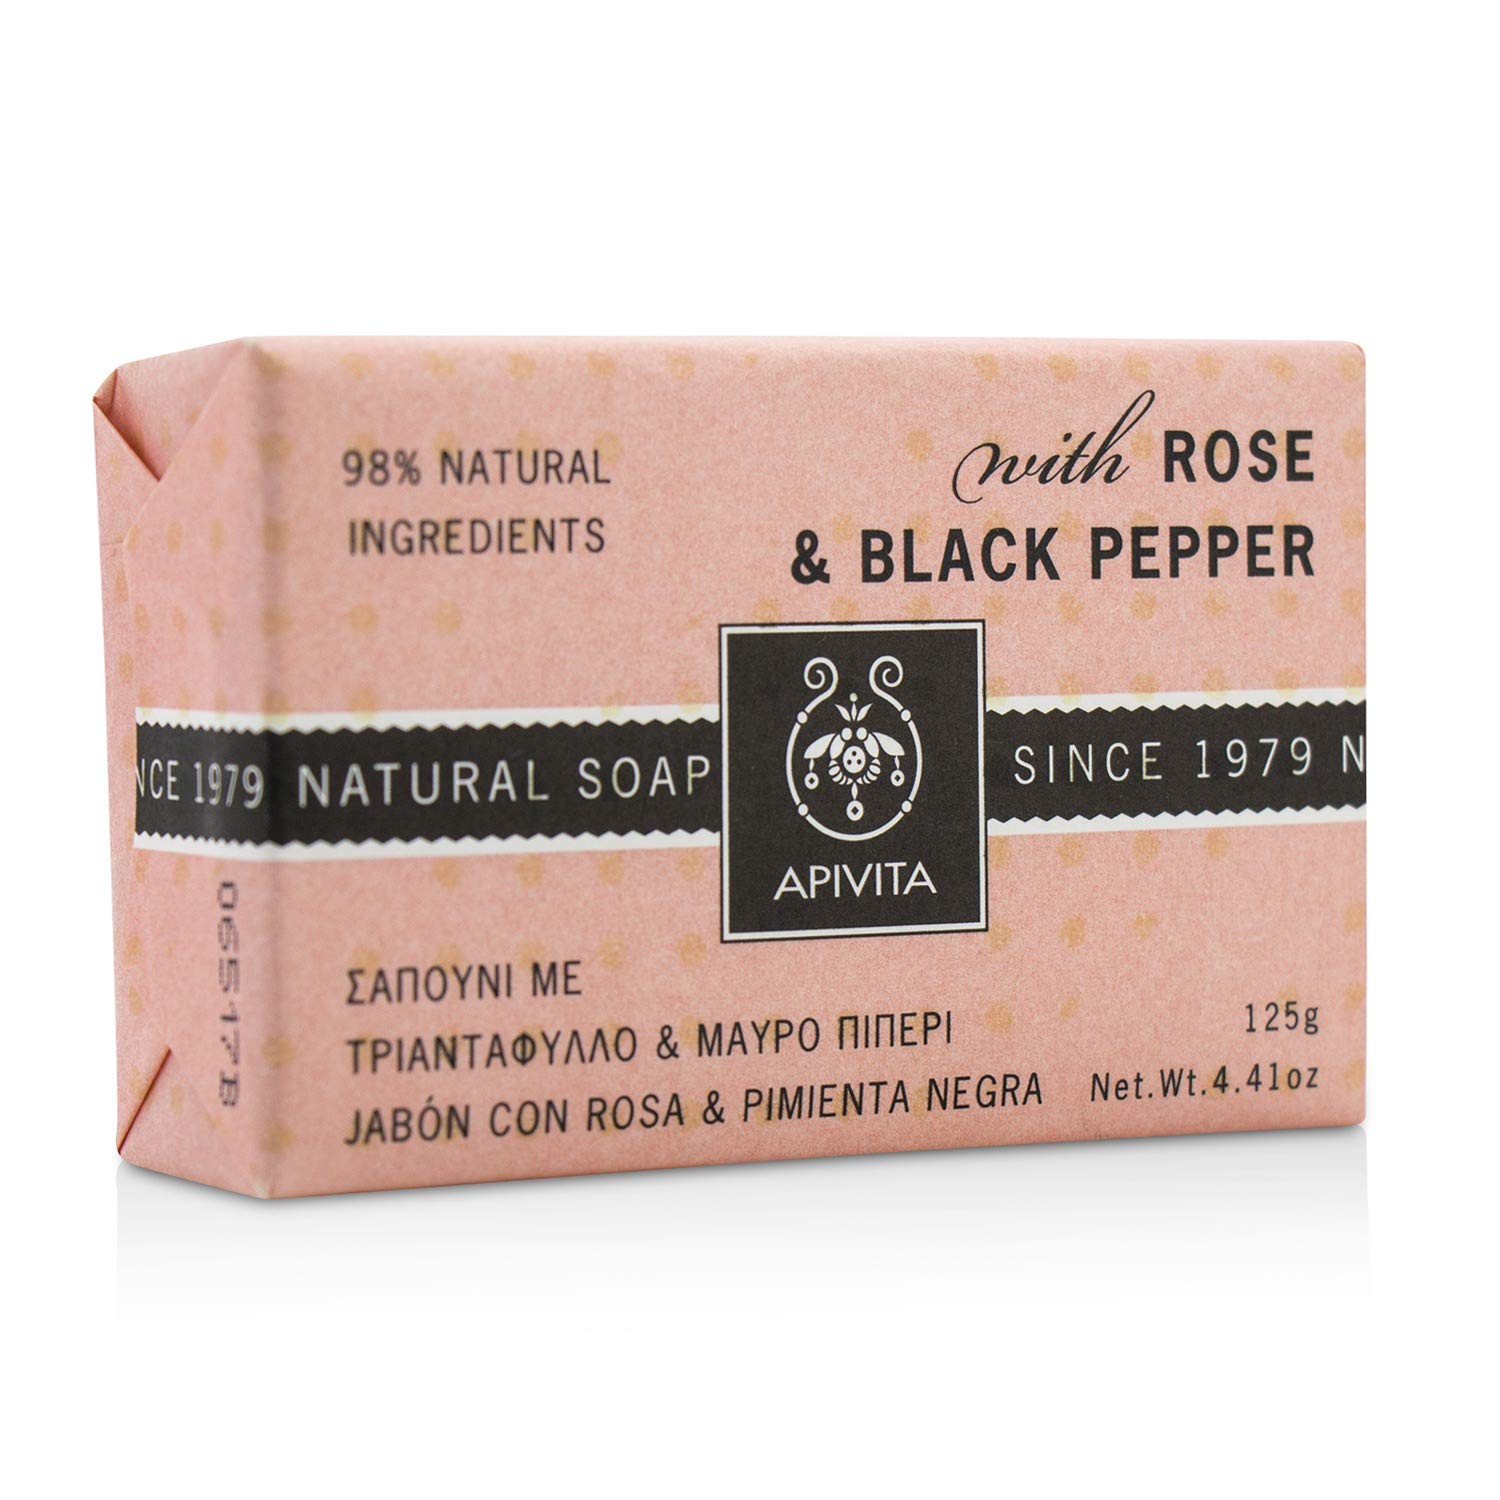 98% NATURAL
INGREDIENTS
with ROSE
& BLACK PEPPER
NCE 1979 NATURAL SOAP
SINCE 1979 N
APIVITA
ΣΑΠΟΥΝΙ ΜΕ
ΤΡΙΑΝΤΑΦΥΛΛΟ & ΜΑΥΡΟ ΠΙΠΕΡΙ
JABÓN CON ROSA & PIMIENTA NEGRA
125g
Net.Wt.4.41oz
06517B